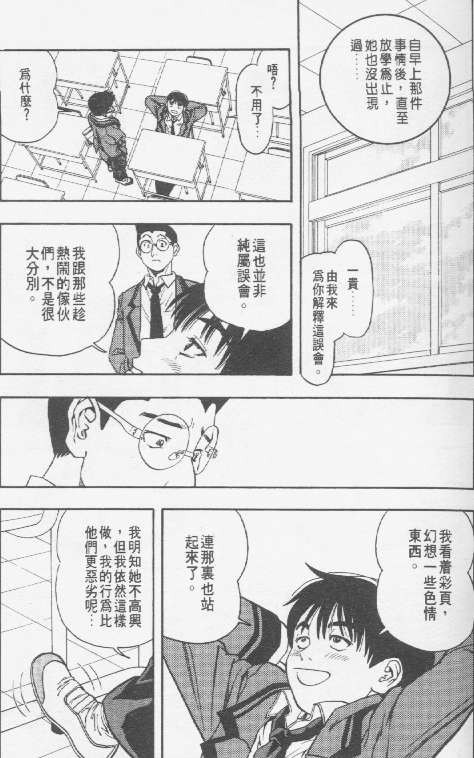 自早上那件
事情後，直至
放學為止，
她也沒出現
過……
一貴……
由我來
為你解釋這誤會。
唔？
不用了…
為什麼？
這也並非
純屬誤會。
我跟那些趁
熱鬧的傢伙
們，不是很
大分別。
我看着彩頁，
幻想一些色情
東西。
連那裏也站
起來了。
我明知她不高興
，但我依然這樣
做，我的行為比
他們更惡劣呢…